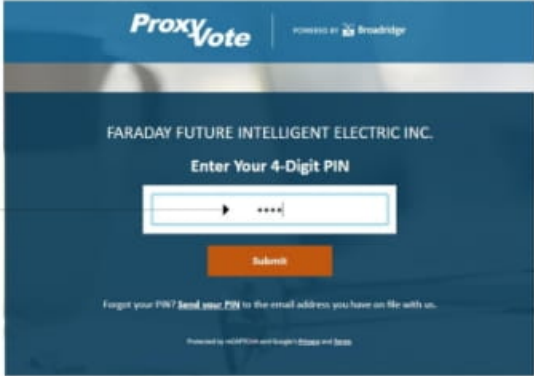 ProxyVote
POWERED BY Broadridge
FARADAY FUTURE INTELLIGENT ELECTRIC INC.
Enter Your 4-Digit PIN
••••
Submit
Forgot your PIN? Send your PIN to the email address you have on file with us.
Protected by reCAPTCHA and Google's Privacy and Terms